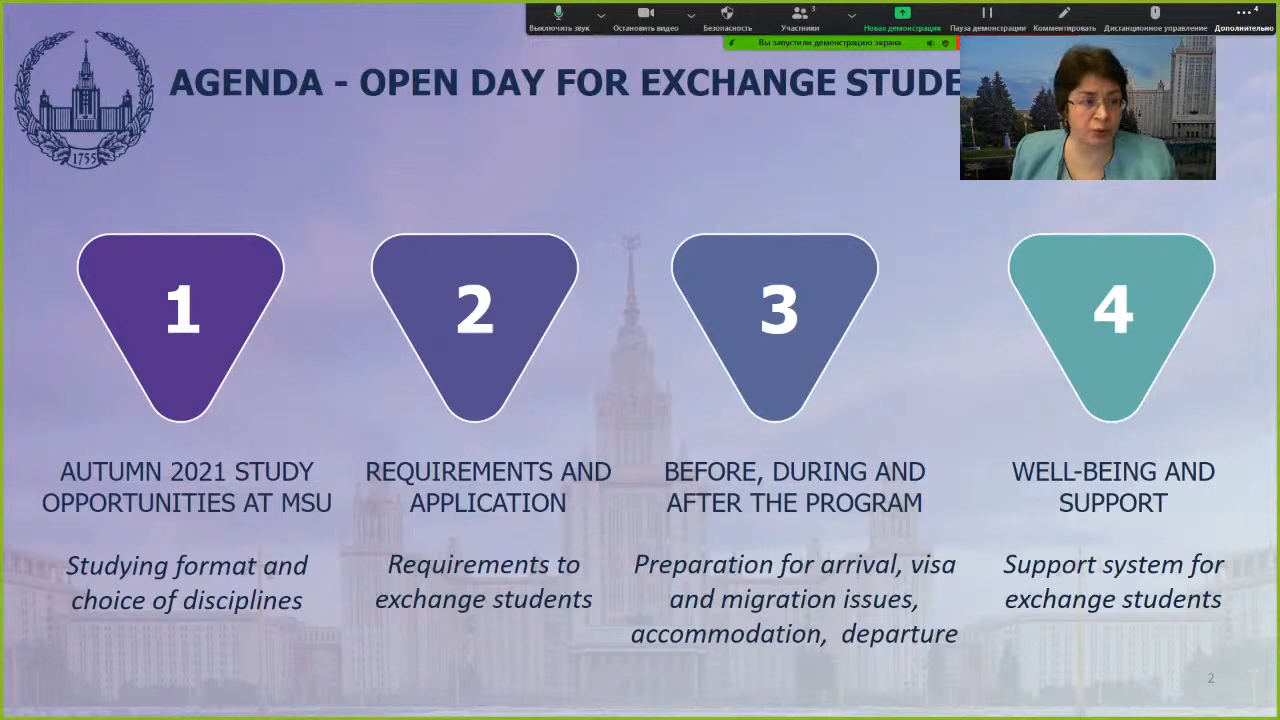 Выключить звук
Остановить видео
Безопасность
Участники
3
Новая демонстрация
Пауза демонстрации
Комментировать
Дистанционное управление
Дополнительно
4
Вы запустили демонстрацию экрана
1755
AGENDA - OPEN DAY FOR EXCHANGE STUDE
1
2
3
4
AUTUMN 2021 STUDY
OPPORTUNITIES AT MSU
REQUIREMENTS AND
APPLICATION
BEFORE, DURING AND
AFTER THE PROGRAM
WELL-BEING AND
SUPPORT
Studying format and
choice of disciplines
Requirements to
exchange students
Preparation for arrival, visa
and migration issues,
accommodation, departure
Support system for
exchange students
2